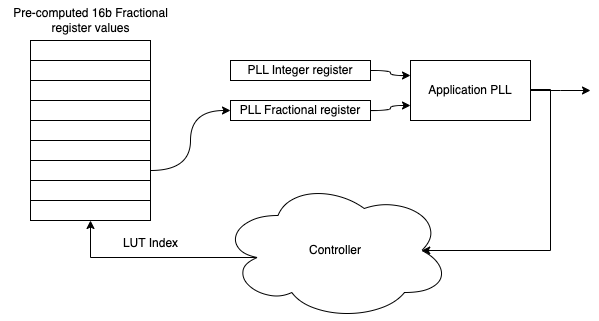 Pre-computed 16b Fractional
register values
PLL Integer register
PLL Fractional register
Application PLL
LUT Index
Controller